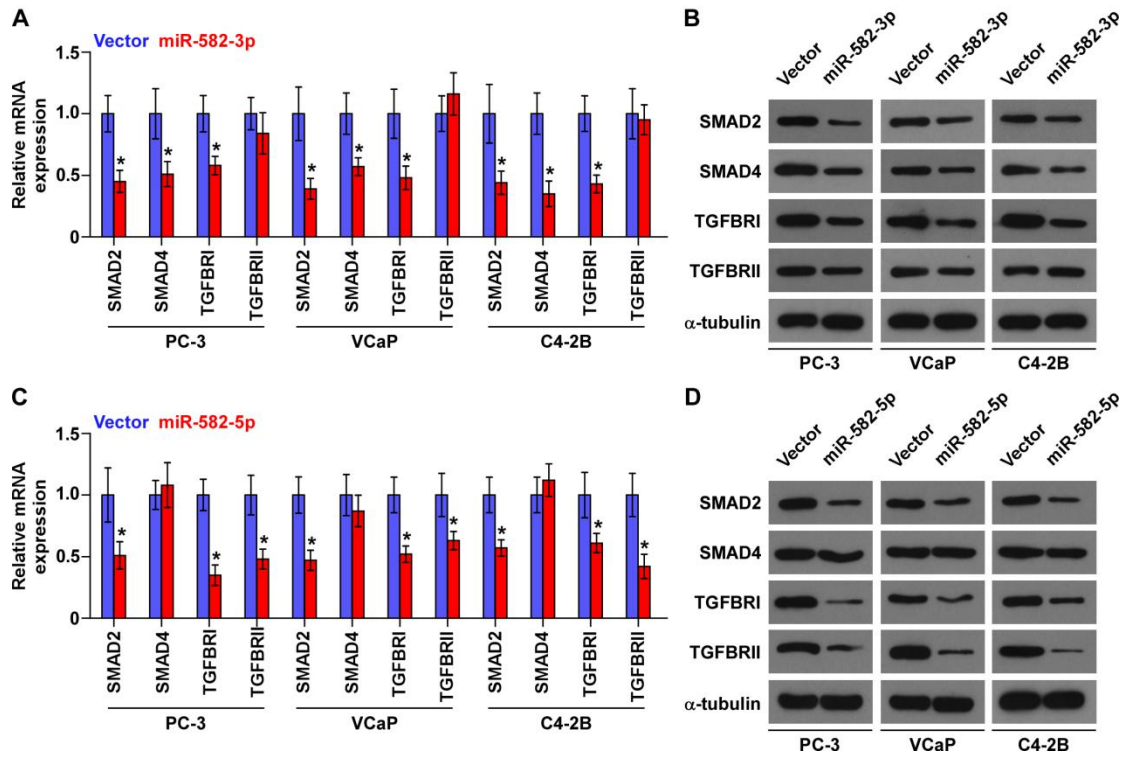 A
Vector miR-582-3p
Relative mRNA
expression
1.5
1.0
0.5
0
* * * * * * * * *
SMAD2 SMAD4 TGFBRI TGFBRII SMAD2 SMAD4 TGFBRI TGFBRII SMAD2 SMAD4 TGFBRI TGFBRII
PC-3 VCaP C4-2B
B
Vector miR-582-3p Vector miR-582-3p Vector miR-582-3p
SMAD2
SMAD4
TGFBRI
TGFBRII
α-tubulin
PC-3 VCaP C4-2B
C
Vector miR-582-5p
Relative mRNA
expression
1.5
1.0
0.5
0
* * * * * * * * *
SMAD2 SMAD4 TGFBRI TGFBRII SMAD2 SMAD4 TGFBRI TGFBRII SMAD2 SMAD4 TGFBRI TGFBRII
PC-3 VCaP C4-2B
D
Vector miR-582-5p Vector miR-582-5p Vector miR-582-5p
SMAD2
SMAD4
TGFBRI
TGFBRII
α-tubulin
PC-3 VCaP C4-2B